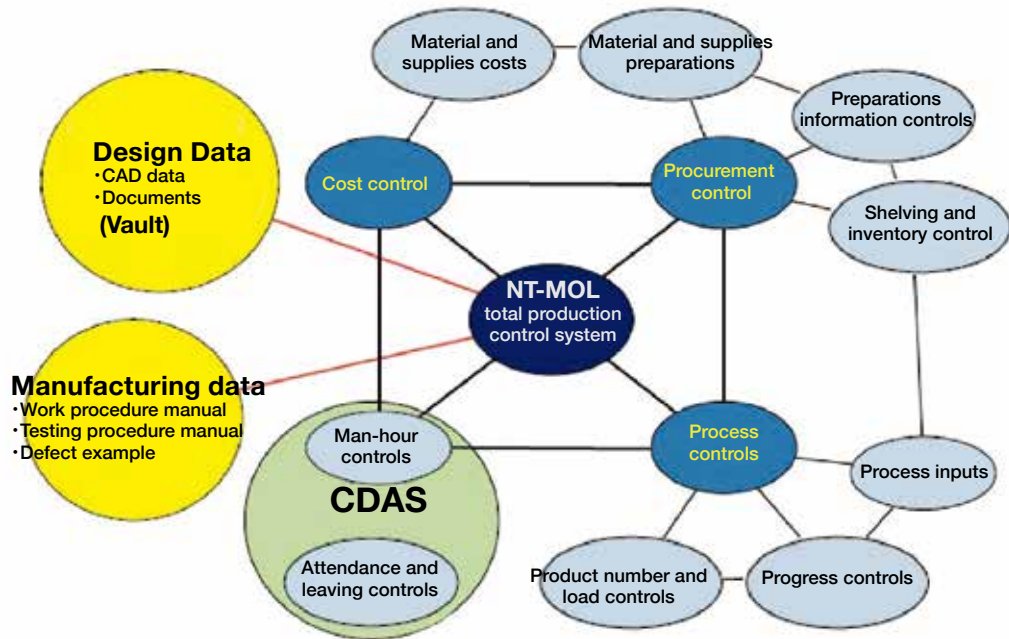 Material and
supplies costs
Material and supplies
preparations
Preparations
information controls
Design Data
・CAD data
・Documents
(Vault)
Cost control
Procurement
control
Shelving and
inventory control
NT-MOL
total production
control system
Manufacturing data
・Work procedure manual
・Testing procedure manual
・Defect example
Man-hour
controls
Process
controls
Process inputs
CDAS
Attendance and
leaving controls
Product number and
load controls
Progress controls